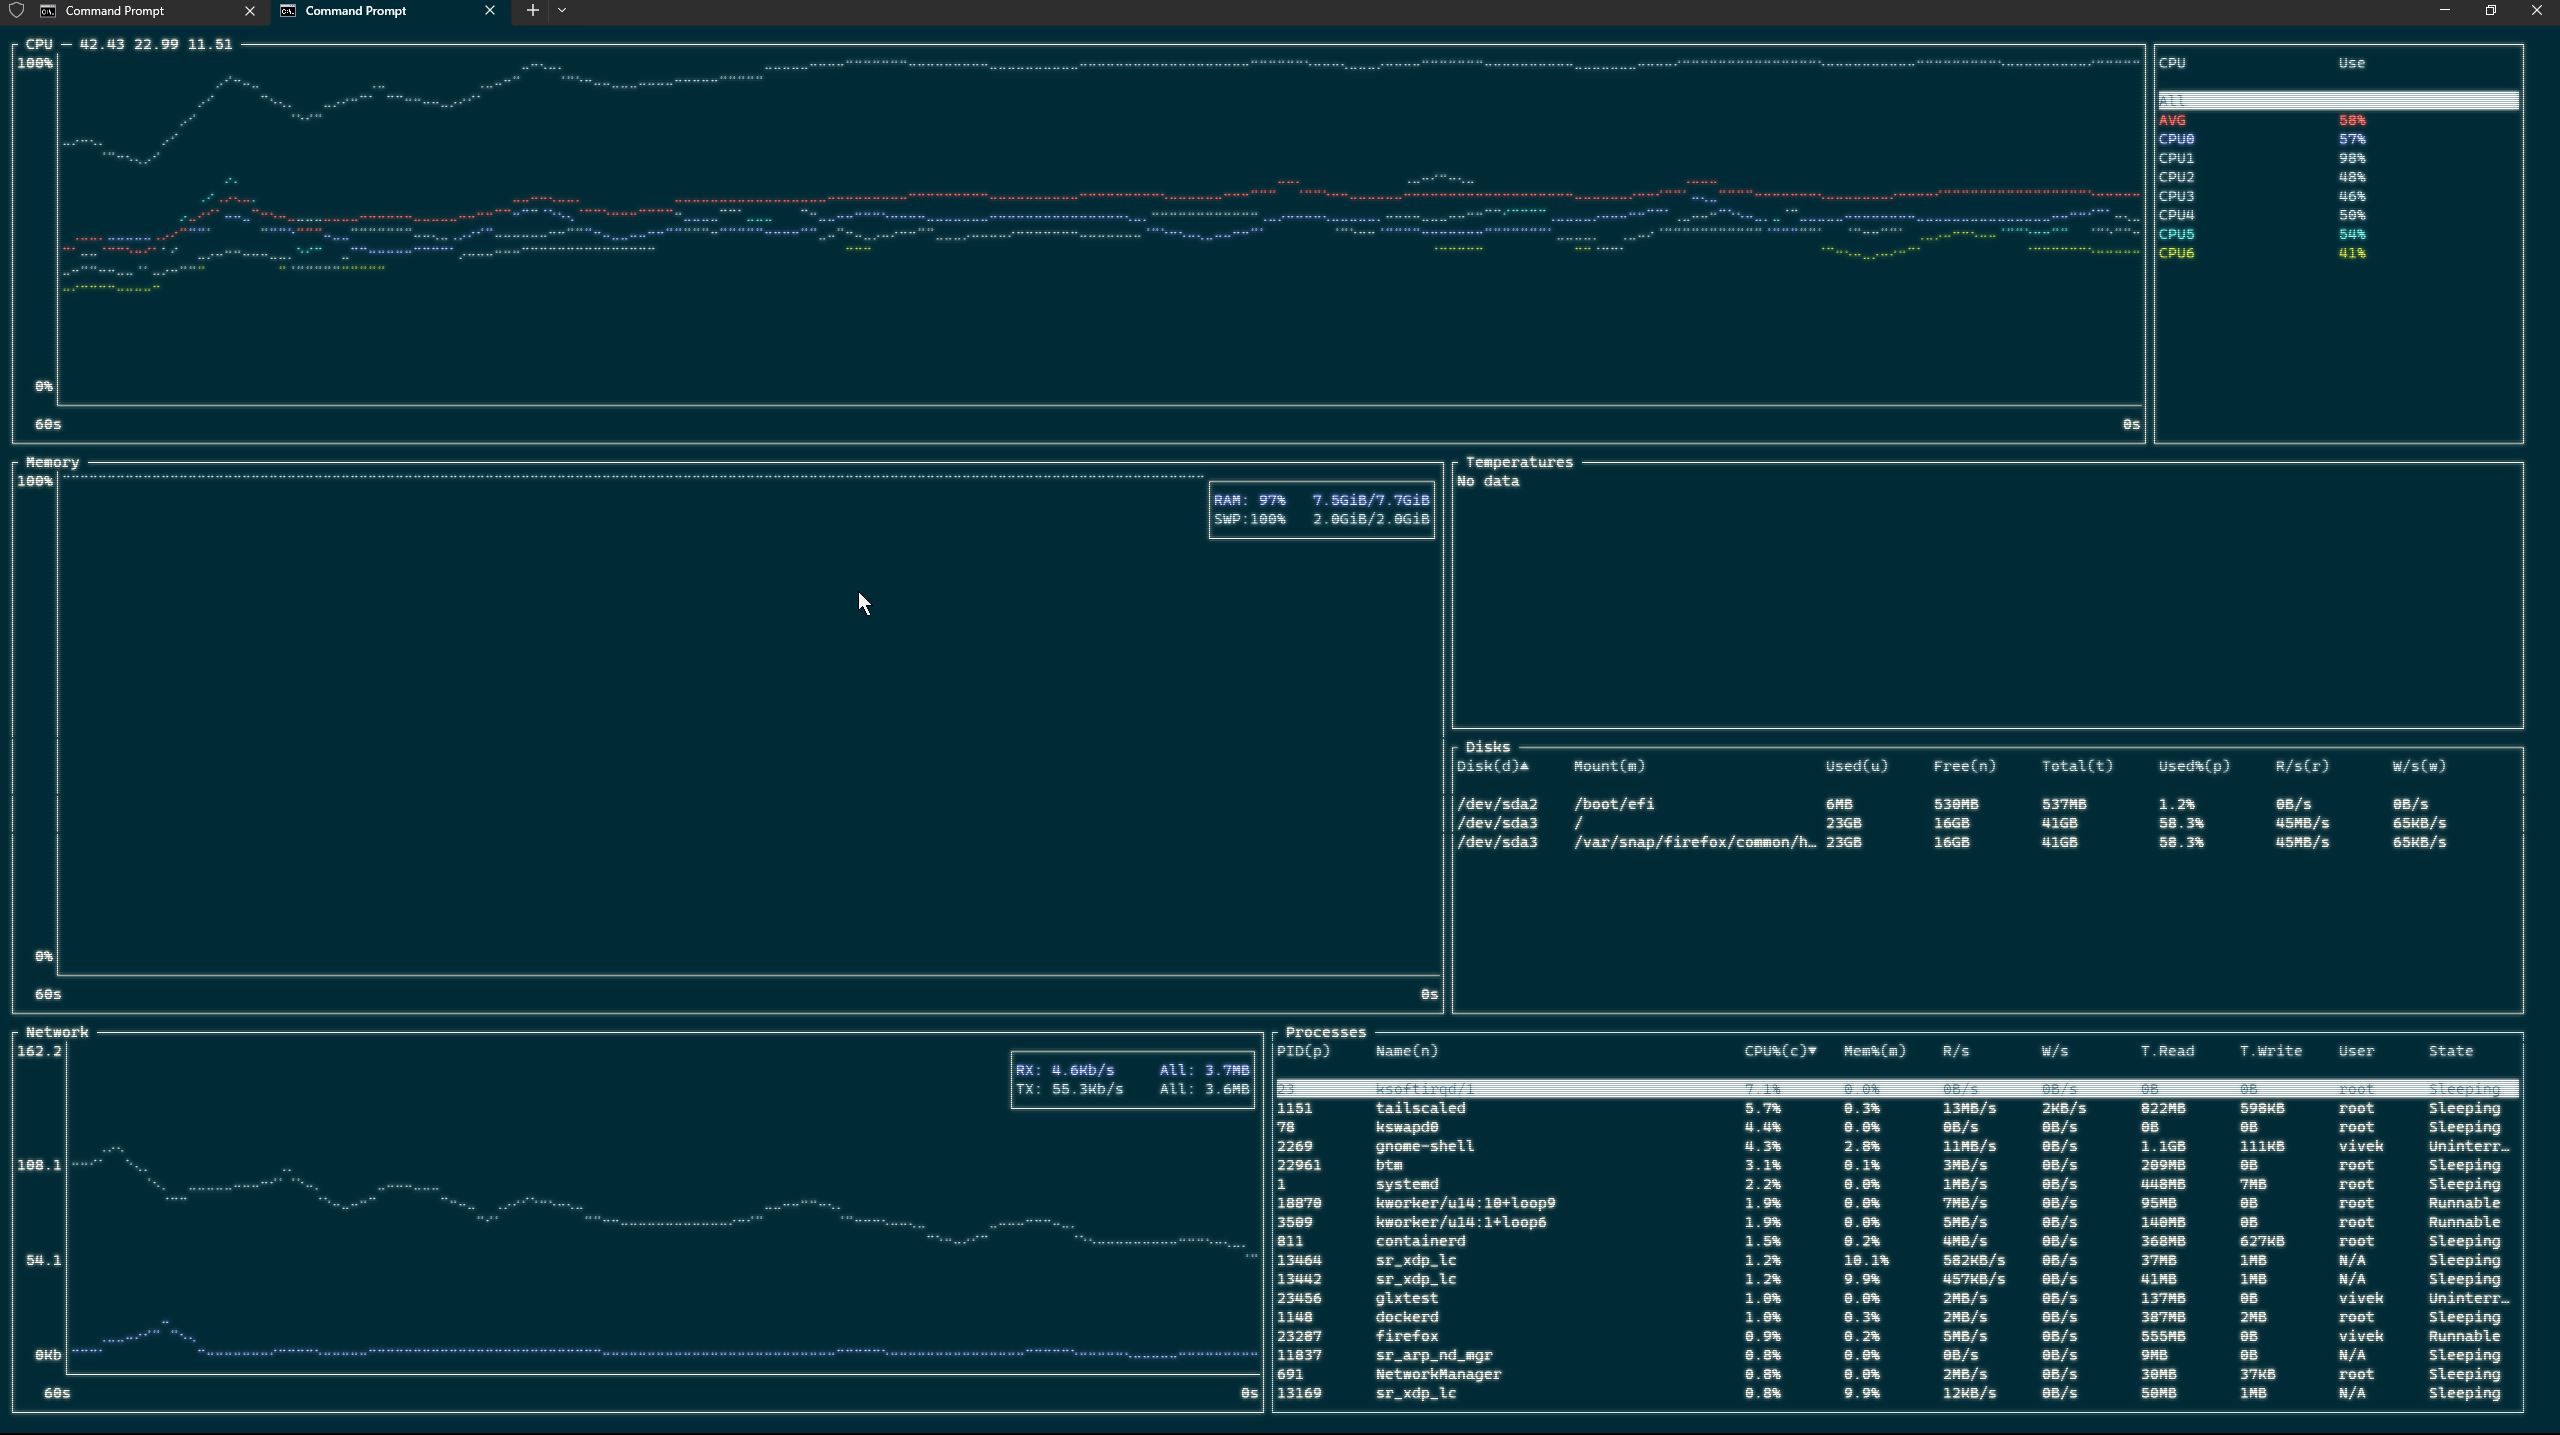 Command Prompt
Command Prompt
CPU 42.43 22.99 11.51
100%
0%
60s 0s
CPU Use
All
AVG 58%
CPU0 57%
CPU1 98%
CPU2 48%
CPU3 46%
CPU4 50%
CPU5 54%
CPU6 41%
Memory
100%
RAM: 97% 7.5GiB/7.7GiB
SWP:100% 2.0GiB/2.0GiB
0%
60s 0s
Temperatures
No data
Disks
Disk(d)▲ Mount(m) Used(u) Free(n) Total(t) Used%(p) R/s(r) W/s(w)
/dev/sda2 /boot/efi 6MB 530MB 537MB 1.2% 0B/s 0B/s
/dev/sda3 / 23GB 16GB 41GB 58.3% 45MB/s 65KB/s
/dev/sda3 /var/snap/firefox/common/h… 23GB 16GB 41GB 58.3% 45MB/s 65KB/s
Network
162.2
108.1
54.1
0Kb
60s 0s
RX: 4.6Kb/s All: 3.7MB
TX: 55.3Kb/s All: 3.6MB
Processes
PID(p) Name(n) CPU%(c)▼ Mem%(m) R/s W/s T.Read T.Write User State
23 ksoftirqd/1 7.1% 0.0% 0B/s 0B/s 0B 0B root Sleeping
1151 tailscaled 5.7% 0.3% 13MB/s 2KB/s 822MB 598KB root Sleeping
78 kswapd0 4.4% 0.0% 0B/s 0B/s 0B 0B root Sleeping
2269 gnome-shell 4.3% 2.8% 11MB/s 0B/s 1.1GB 111KB vivek Uninterr…
22961 btm 3.1% 0.1% 3MB/s 0B/s 209MB 0B root Sleeping
1 systemd 2.2% 0.0% 1MB/s 0B/s 448MB 7MB root Sleeping
18870 kworker/u14:10+loop9 1.9% 0.0% 7MB/s 0B/s 95MB 0B root Runnable
3509 kworker/u14:1+loop6 1.9% 0.0% 5MB/s 0B/s 140MB 0B root Runnable
811 containerd 1.5% 0.2% 4MB/s 0B/s 368MB 627KB root Sleeping
13464 sr_xdp_lc 1.2% 10.1% 582KB/s 0B/s 37MB 1MB N/A Sleeping
13442 sr_xdp_lc 1.2% 9.9% 457KB/s 0B/s 41MB 1MB N/A Sleeping
23456 glxtest 1.0% 0.0% 2MB/s 0B/s 137MB 0B vivek Uninterr…
1148 dockerd 1.0% 0.3% 2MB/s 0B/s 387MB 2MB root Sleeping
23287 firefox 0.9% 0.2% 5MB/s 0B/s 555MB 0B vivek Runnable
11837 sr_arp_nd_mgr 0.8% 0.0% 0B/s 0B/s 9MB 0B N/A Sleeping
691 NetworkManager 0.8% 0.0% 2MB/s 0B/s 30MB 37KB root Sleeping
13169 sr_xdp_lc 0.8% 9.9% 12KB/s 0B/s 50MB 1MB N/A Sleeping